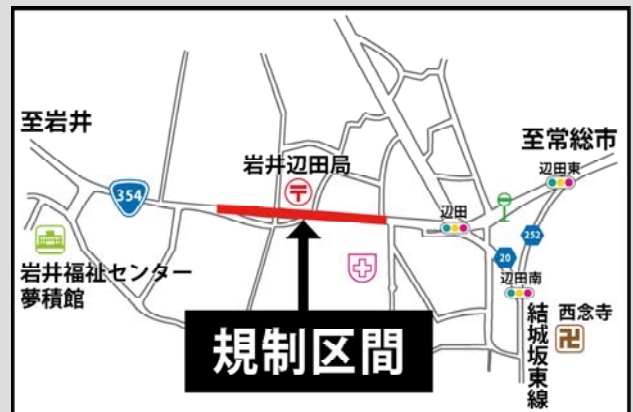 至岩井
至常総市
岩井辺田局
辺田東
354
辺田
252
20
岩井福祉センター
夢積館
辺田南
西念寺
結城坂東線
規制区間